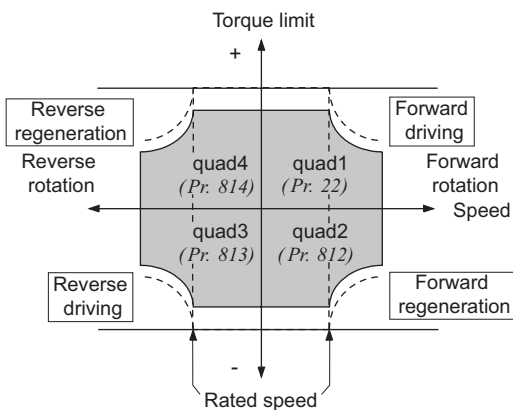 Torque limit
+
Reverse
regeneration
Forward
driving
Reverse
rotation
quad4
(Pr. 814)
quad1
(Pr. 22)
Forward
rotation
Speed
quad3
(Pr. 813)
quad2
(Pr. 812)
Reverse
driving
Forward
regeneration
-
Rated speed